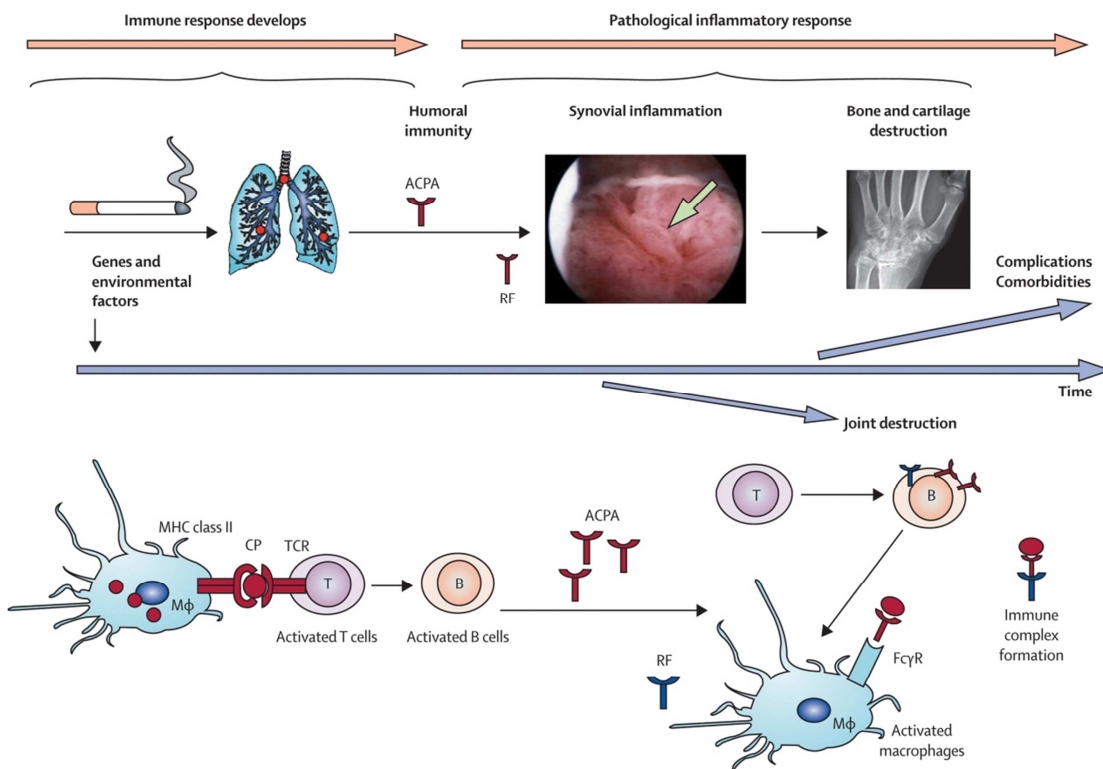 Immune response develops
Pathological inflammatory response
Humoral
immunity
Synovial inflammation
Bone and cartilage
destruction
ACPA
RF
Genes and
environmental
factors
Complications
Comorbidities
Time
Joint destruction
MHC class II
CP
TCR
Mϕ
T
B
Activated T cells
Activated B cells
ACPA
RF
T
B
FcγR
Mϕ
Activated
macrophages
Immune
complex
formation